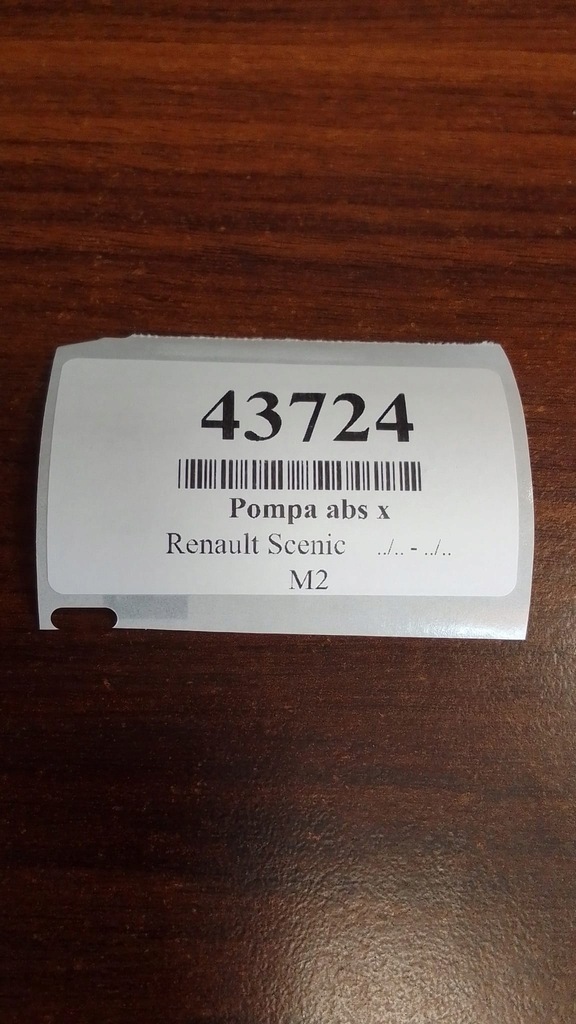 43724
Pompa abs x
Renault Scenic ../.. - ../..
M2